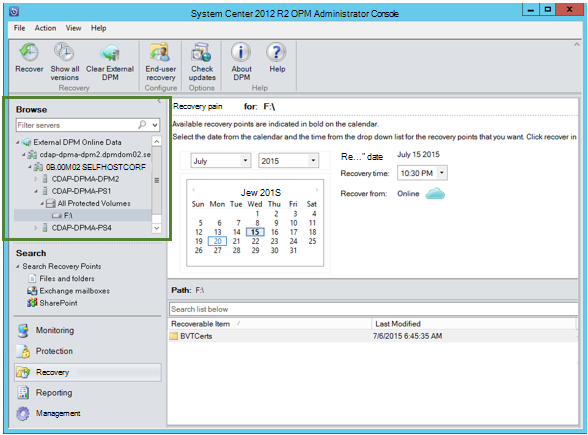 System Center 2012 R2 OPM Administrator Console
File Action View Help
Recover Show all versions Clear External DPM End-user recovery Check updates About DPM Help
Recovery Configure Options Help
Browse
Filter servers
External DPM Online Data
cdap-dpma-dpm2.dpmdom02.se
0B.00M02 SELFHOSTCORF
CDAP-DPMA-DPM2
CDAP-DPMA-PS1
All Protected Volumes
F:\
CDAP-DPMA-PS4
Search
Search Recovery Points
Files and folders
Exchange mailboxes
SharePoint
Monitoring
Protection
Recovery
Reporting
Management
Recovery pain for: F:\
Available recovery points are indicated in bold on the calendar.
Select the date from the calendar and the time from the drop down list for the recovery points that you want. Click recover in
July 2015
Jew 201S
Sun Mon Tue Wed Thu Fri Sat
1 2 3 4
5 6 7 8 9 10 11
12 13 14 15 16 17 18
19 20 21 22 23 24 25
26 27 28 29 30 31
Re..." date July 15 2015
Recovery time: 10:30 PM
Recover from: Online
Path: F:\
Search list below
Recoverable Item / Last Modified
BVTCerts 7/6/2015 6:45:35 AM